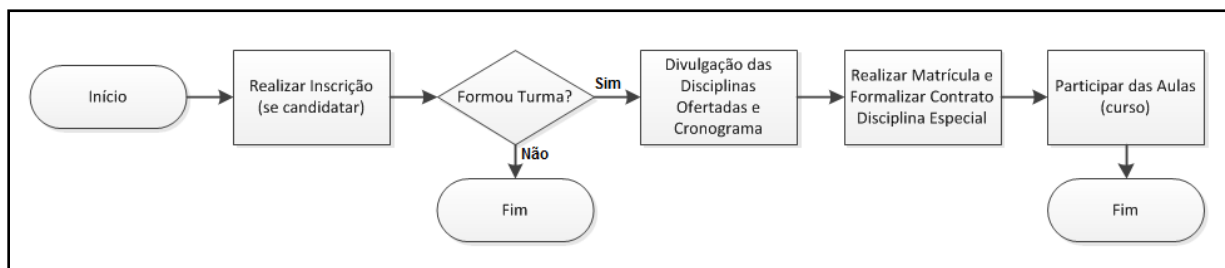 Início
Realizar Inscrição
(se candidatar)
Formou Turma?
Sim
Não
Fim
Divulgação das
Disciplinas
Ofertadas e
Cronograma
Realizar Matrícula e
Formalizar Contrato
Disciplina Especial
Participar das Aulas
(curso)
Fim